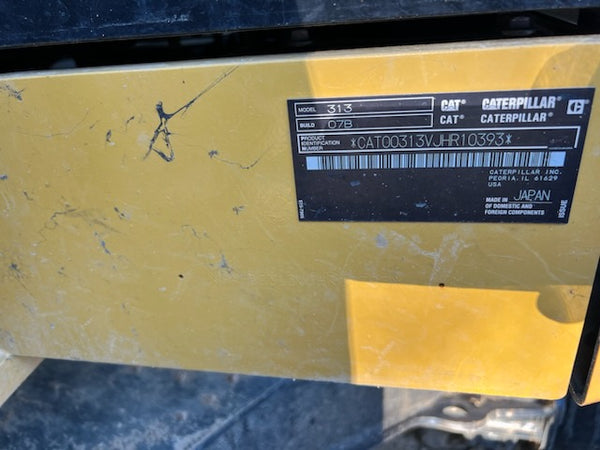 MODEL 313 CAT® CATERPILLAR®
BUILD 07B CAT® CATERPILLAR®
PRODUCT IDENTIFICATION NUMBER *CAT00313VJHR10393*
CATERPILLAR INC.
PEORIA, IL 61629
USA
MADE IN JAPAN
OF DOMESTIC AND
FOREIGN COMPONENTS
ISSUE